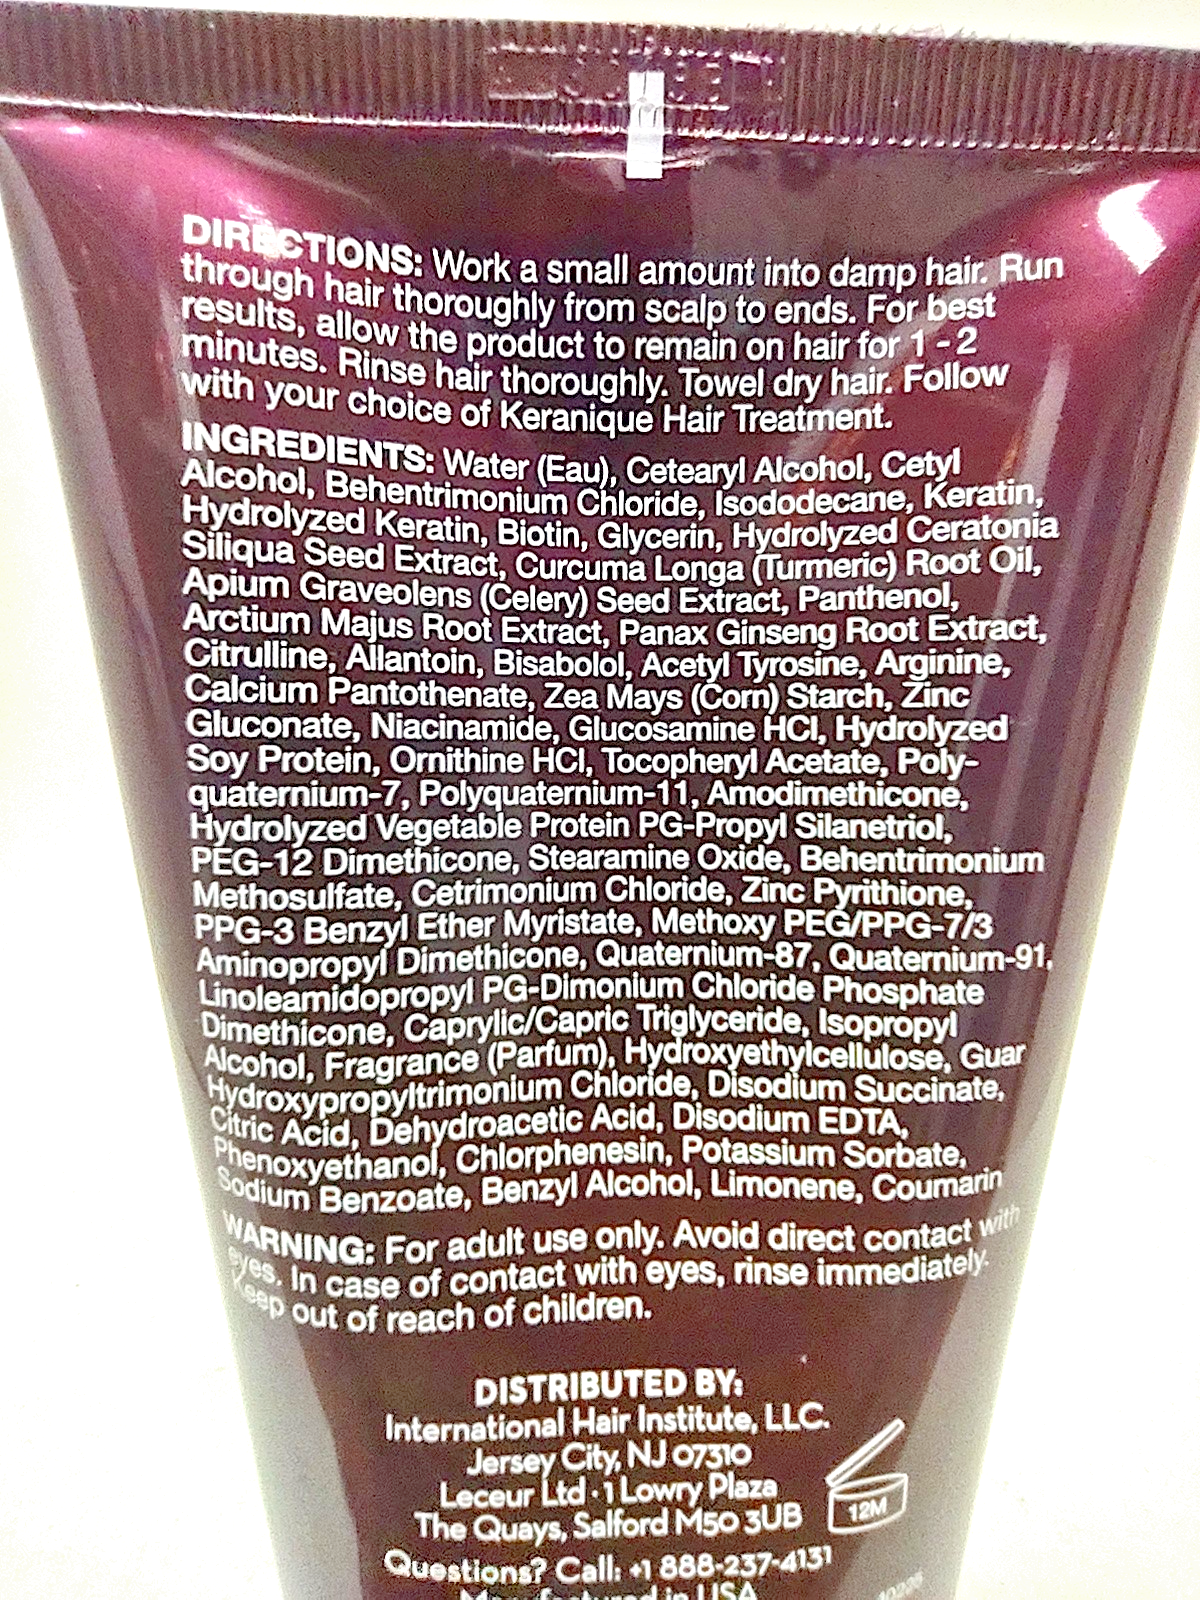 DIRECTIONS: Work a small amount into damp hair. Run
through hair thoroughly from scalp to ends. For best
results, allow the product to remain on hair for 1 - 2
minutes. Rinse hair thoroughly. Towel dry hair. Follow
with your choice of Keranique Hair Treatment.
INGREDIENTS: Water (Eau), Cetearyl Alcohol, Cetyl
Alcohol, Behentrimonium Chloride, Isododecane, Keratin,
Hydrolyzed Keratin, Biotin, Glycerin, Hydrolyzed Ceratonia
Siliqua Seed Extract, Curcuma Longa (Turmeric) Root Oil,
Apium Graveolens (Celery) Seed Extract, Panthenol,
Arctium Majus Root Extract, Panax Ginseng Root Extract,
Citrulline, Allantoin, Bisabolol, Acetyl Tyrosine, Arginine,
Calcium Pantothenate, Zea Mays (Corn) Starch, Zinc
Gluconate, Niacinamide, Glucosamine HCl, Hydrolyzed
Soy Protein, Ornithine HCl, Tocopheryl Acetate, Poly-
quaternium-7, Polyquaternium-11, Amodimethicone,
Hydrolyzed Vegetable Protein PG-Propyl Silanetriol,
PEG-12 Dimethicone, Stearamine Oxide, Behentrimonium
Methosulfate, Cetrimonium Chloride, Zinc Pyrithione,
PPG-3 Benzyl Ether Myristate, Methoxy PEG/PPG-7/3
Aminopropyl Dimethicone, Quaternium-87, Quaternium-91,
Linoleamidopropyl PG-Dimonium Chloride Phosphate
Dimethicone, Caprylic/Capric Triglyceride, Isopropyl
Alcohol, Fragrance (Parfum), Hydroxyethylcellulose, Guar
Hydroxypropyltrimonium Chloride, Disodium Succinate,
Citric Acid, Dehydroacetic Acid, Disodium EDTA,
Phenoxyethanol, Chlorphenesin, Potassium Sorbate,
Sodium Benzoate, Benzyl Alcohol, Limonene, Coumarin
WARNING: For adult use only. Avoid direct contact with
eyes. In case of contact with eyes, rinse immediately.
Keep out of reach of children.
DISTRIBUTED BY:
International Hair Institute, LLC.
Jersey City, NJ 07310
Leceur Ltd · 1 Lowry Plaza
The Quays, Salford M50 3UB
12M
Questions? Call: +1 888-237-4131
Manufactured in USA